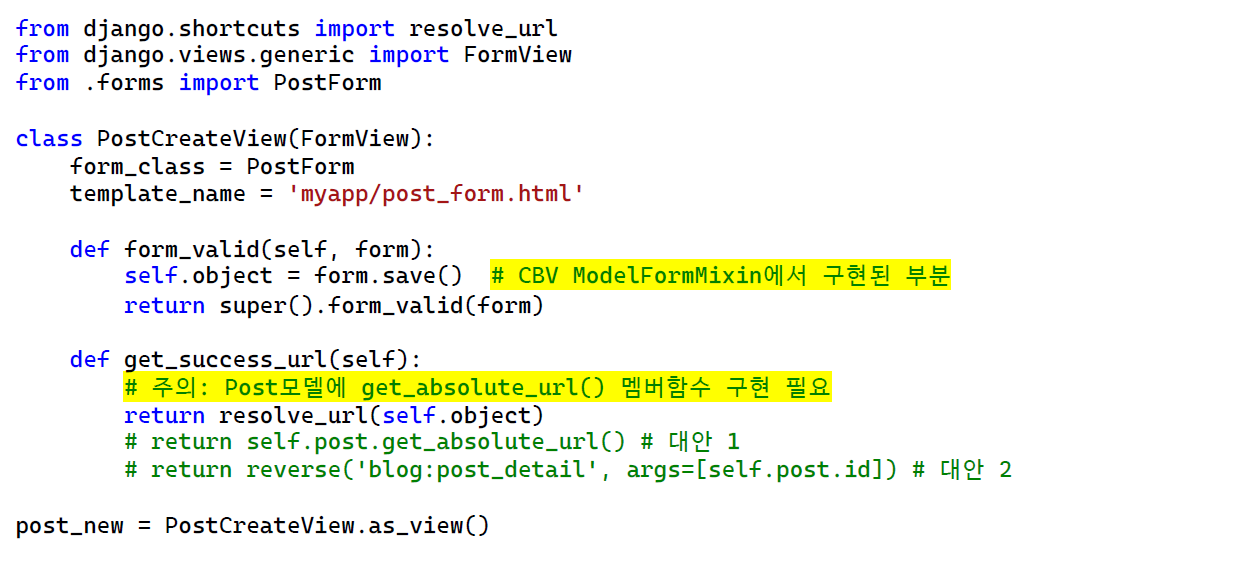 from django.shortcuts import resolve_url
from django.views.generic import FormView
from .forms import PostForm
class PostCreateView(FormView):
    form_class = PostForm
    template_name = 'myapp/post_form.html'
    def form_valid(self, form):
        self.object = form.save()  # CBV ModelFormMixin에서 구현된 부분
        return super().form_valid(form)
    def get_success_url(self):
        # 주의: Post모델에 get_absolute_url() 멤버함수 구현 필요
        return resolve_url(self.object)
        # return self.post.get_absolute_url() # 대안 1
        # return reverse('blog:post_detail', args=[self.post.id]) # 대안 2
post_new = PostCreateView.as_view()